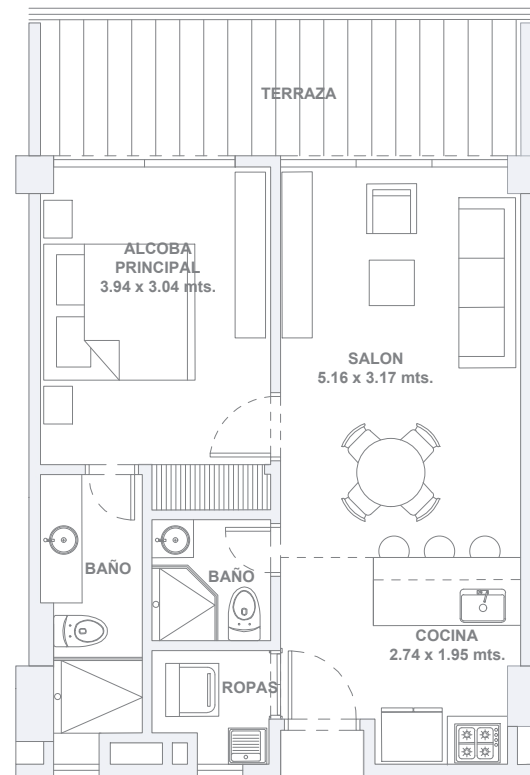 TERRAZA
ALCOBA
PRINCIPAL
3.94 x 3.04 mts.
SALON
5.16 x 3.17 mts.
BAÑO
BAÑO
COCINA
2.74 x 1.95 mts.
ROPAS